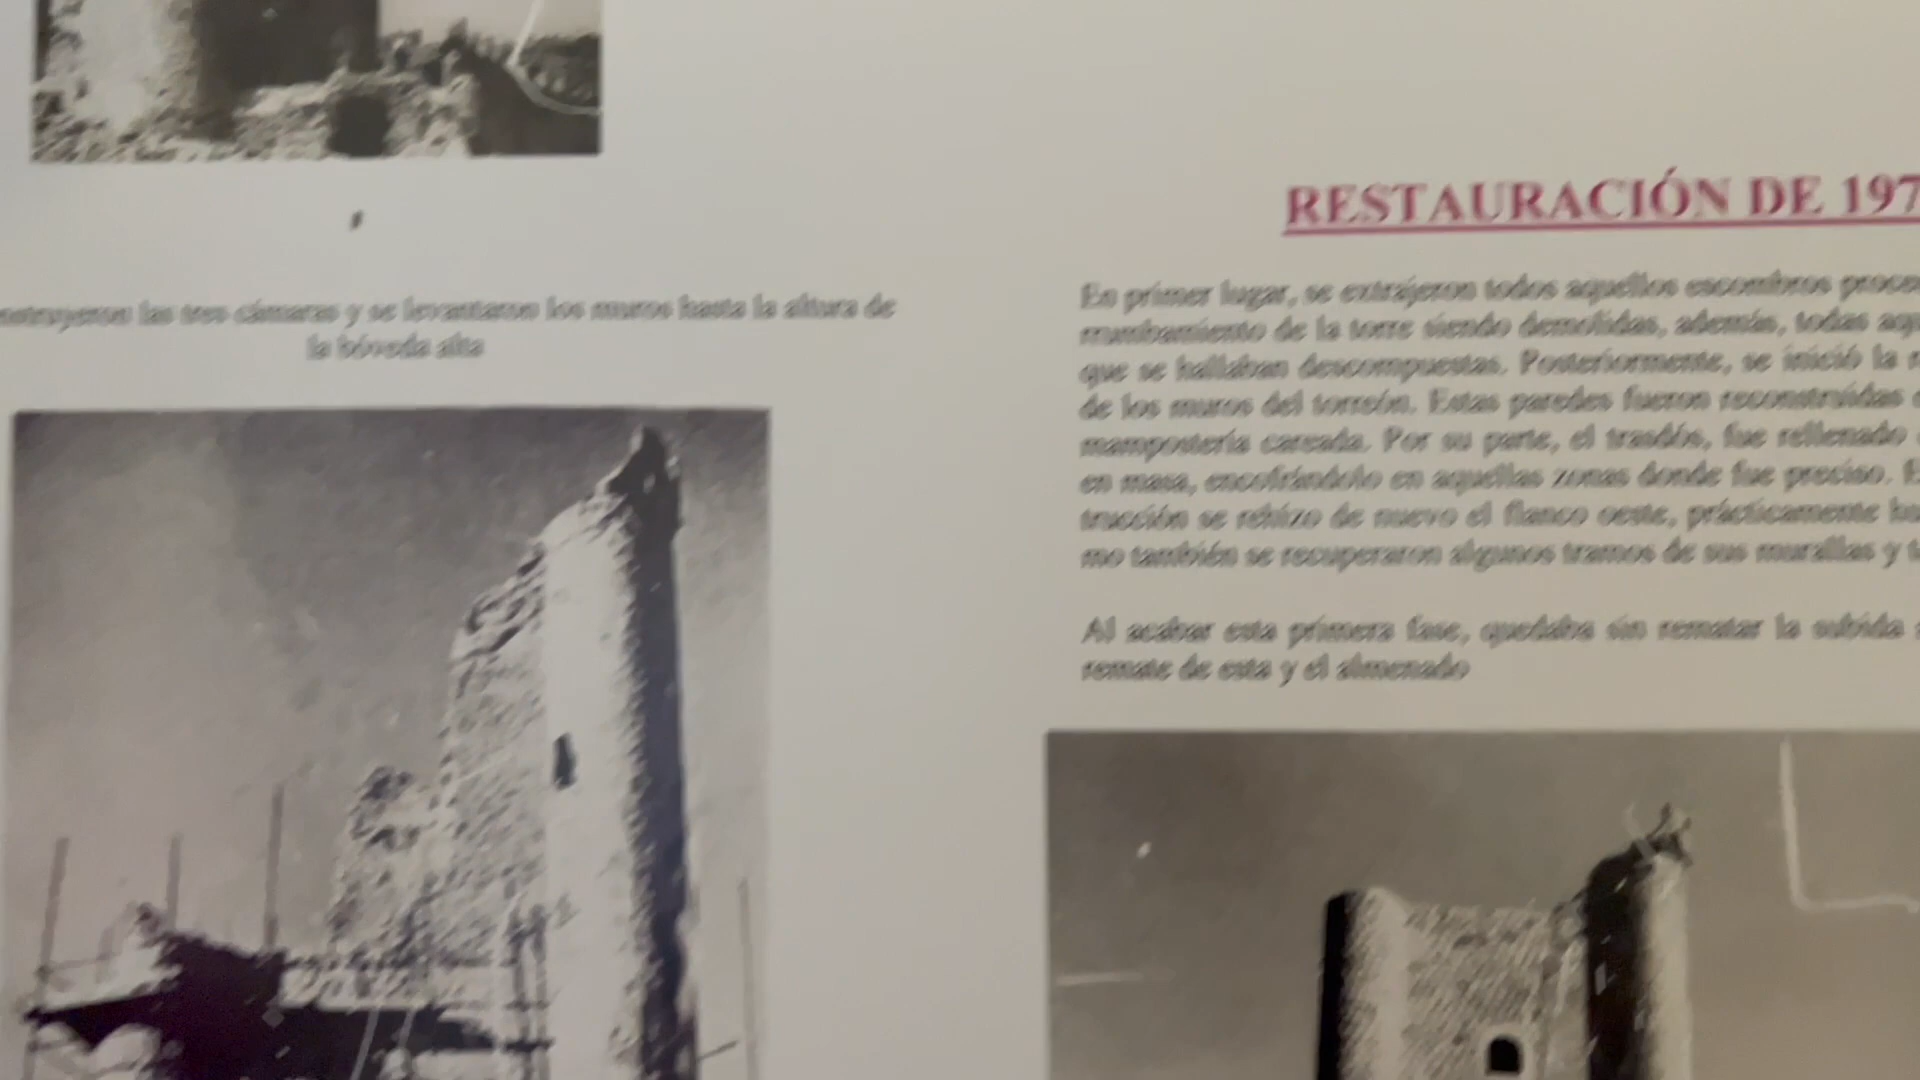 las tres cámaras y se levantaron los muros hasta la altura de
la bóveda alta
RESTAURACIÓN DE 197
En primer lugar, se extrajeron todos aquellos escombros proce
rrumbamiento de la torre siendo demolidas, además, todas aq
que se hallaban descompuestas. Posteriormente, se inició la
de los muros del torreón. Estas paredes fueron reconstruídas
mampostería careada. Por su parte, el trasdós, fue rellenado
en masa, encofrándolo en aquellas zonas donde fue preciso.
trucción se rehizo de nuevo el flanco oeste, prácticamente
mo también se recuperaron algunos tramos de sus murallas y
Al acabar esta primera fase, quedaba sin rematar la subida
remate de esta y el almenado